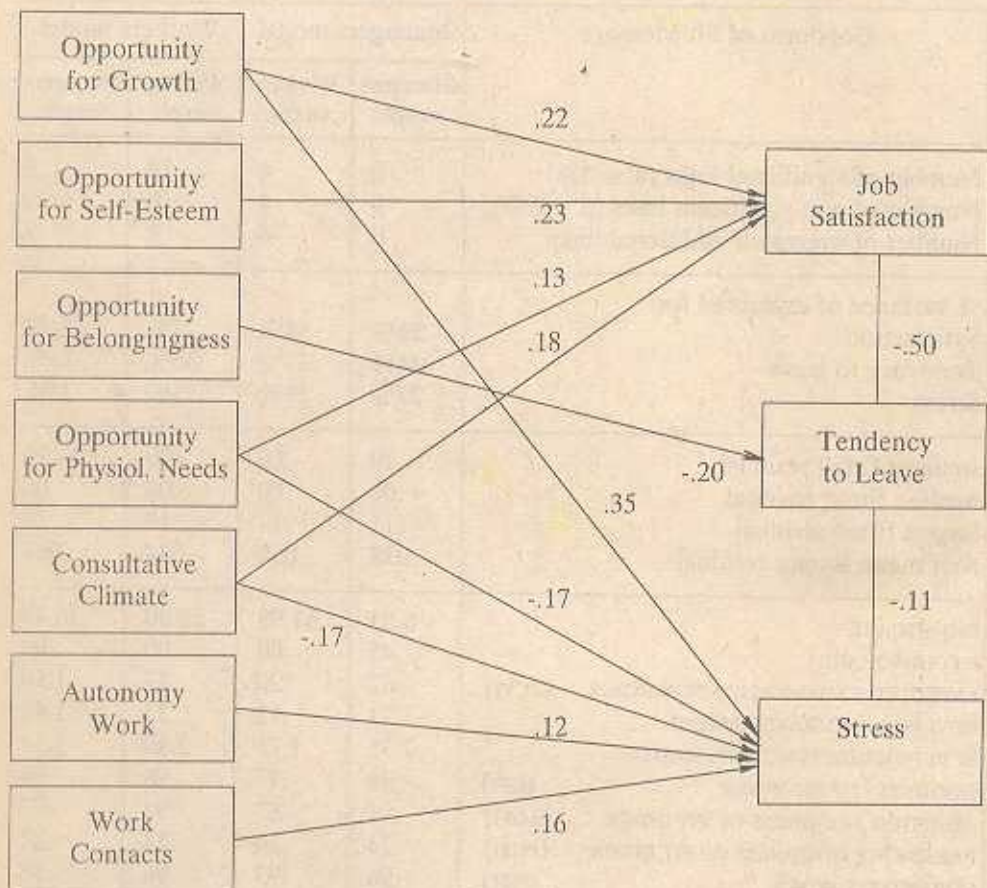 Opportunity
for Growth
.22
Opportunity
for Self-Esteem
Job
Satisfaction
.23
.13
Opportunity
for Belongingness
.18
-.50
Opportunity
for Physiol. Needs
Tendency
to Leave
-.20
.35
Consultative
Climate
-.17
-.11
-.17
Autonomy
Work
.12
Stress
Work
Contacts
.16